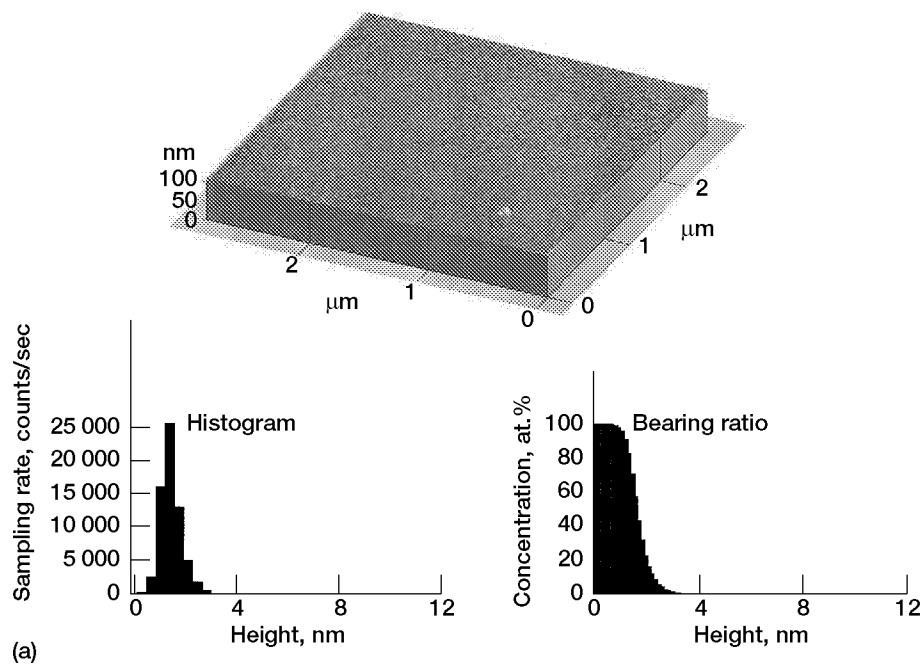 nm
100
50
0
2
1
0
μm
0
1
2
μm
Sampling rate, counts/sec
25 000
20 000
15 000
10 000
5 000
0
Histogram
0 4 8 12
Height, nm
Concentration, at.%
100
80
60
40
20
0
Bearing ratio
0 4 8 12
Height, nm
(a)